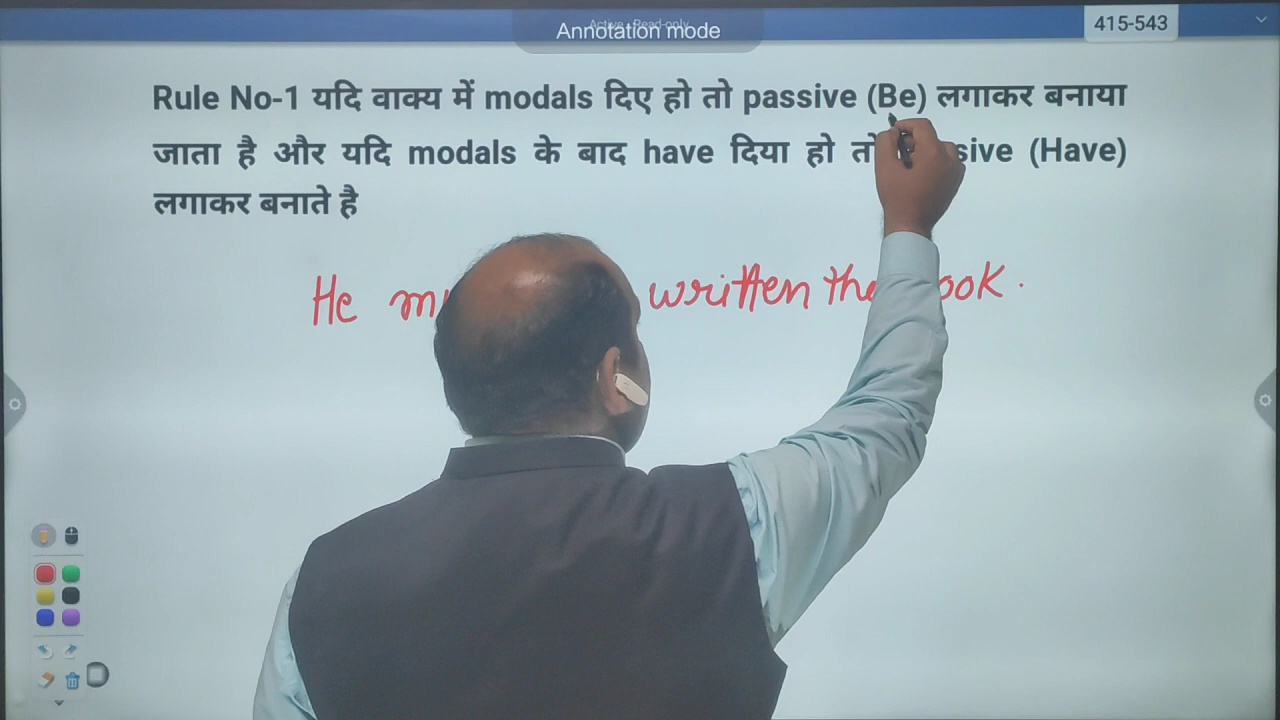 Annotation mode
415-543
Rule No-1 यदि वाक्य में modals दिए हो तो passive (Be) लगाकर बनाया
जाता है और यदि modals के बाद have दिया हो तो sive (Have)
लगाकर बनाते है
He written the ook.